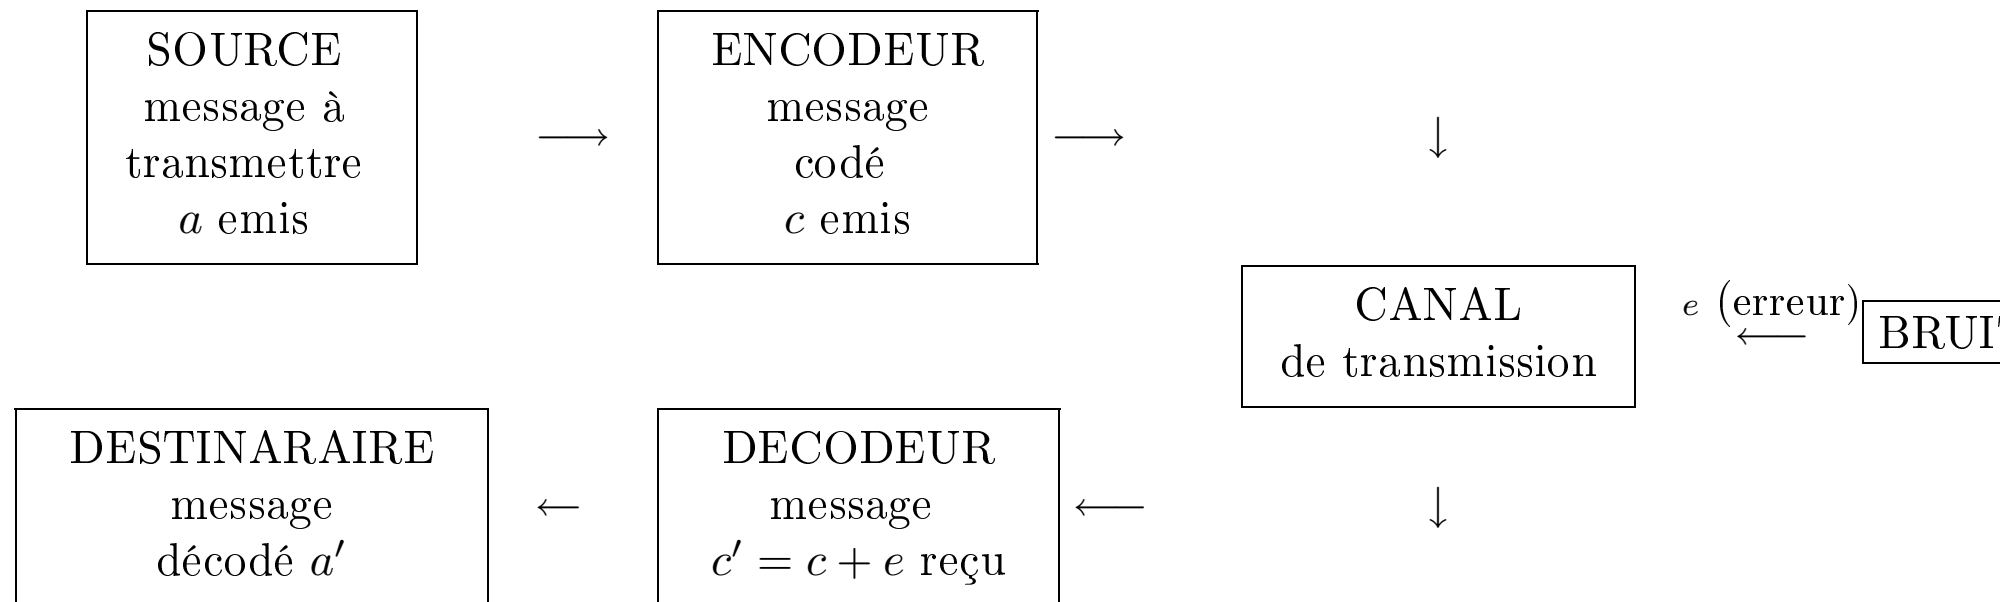 SOURCE
message à
transmettre
a emis
⟶
ENCODEUR
message
codé
c emis
⟶
↓
CANAL
de transmission
e (erreur)
⟵
DECODEUR
message
c′ = c + e reçu
⟵
↓
DESTINARAIRE
message
décodé a′
←